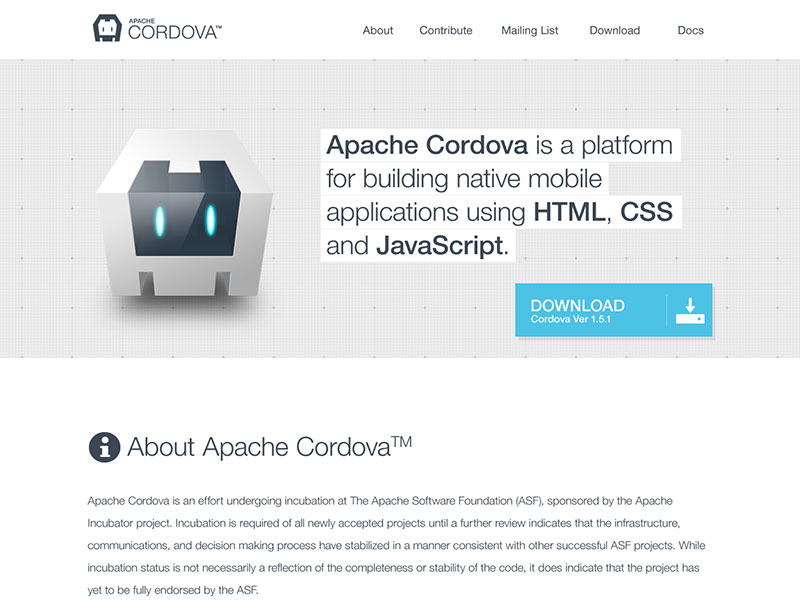 APACHE
CORDOVA™
About Contribute Mailing List Download Docs
Apache Cordova is a platform
for building native mobile
applications using HTML, CSS
and JavaScript.
DOWNLOAD
Cordova Ver 1.5.1
About Apache Cordova™
Apache Cordova is an effort undergoing incubation at The Apache Software Foundation (ASF), sponsored by the Apache
Incubator project. Incubation is required of all newly accepted projects until a further review indicates that the infrastructure,
communications, and decision making process have stabilized in a manner consistent with other successful ASF projects. While
incubation status is not necessarily a reflection of the completeness or stability of the code, it does indicate that the project has
yet to be fully endorsed by the ASF.